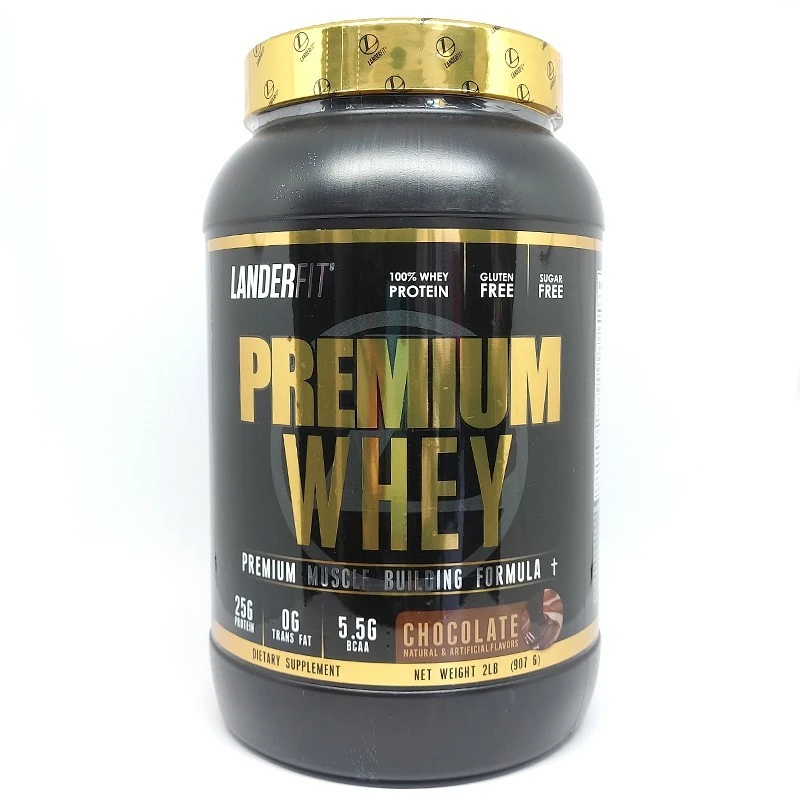 LANDERFIT®
100% WHEY
PROTEIN
GLUTEN
FREE
SUGAR
FREE
PREMIUM
WHEY
PREMIUM MUSCLE BUILDING FORMULA †
25G
PROTEIN
0G
TRANS FAT
5.5G
BCAA
CHOCOLATE
NATURAL & ARTIFICIAL FLAVORS
DIETARY SUPPLEMENT
NET WEIGHT 2LB (907 G)